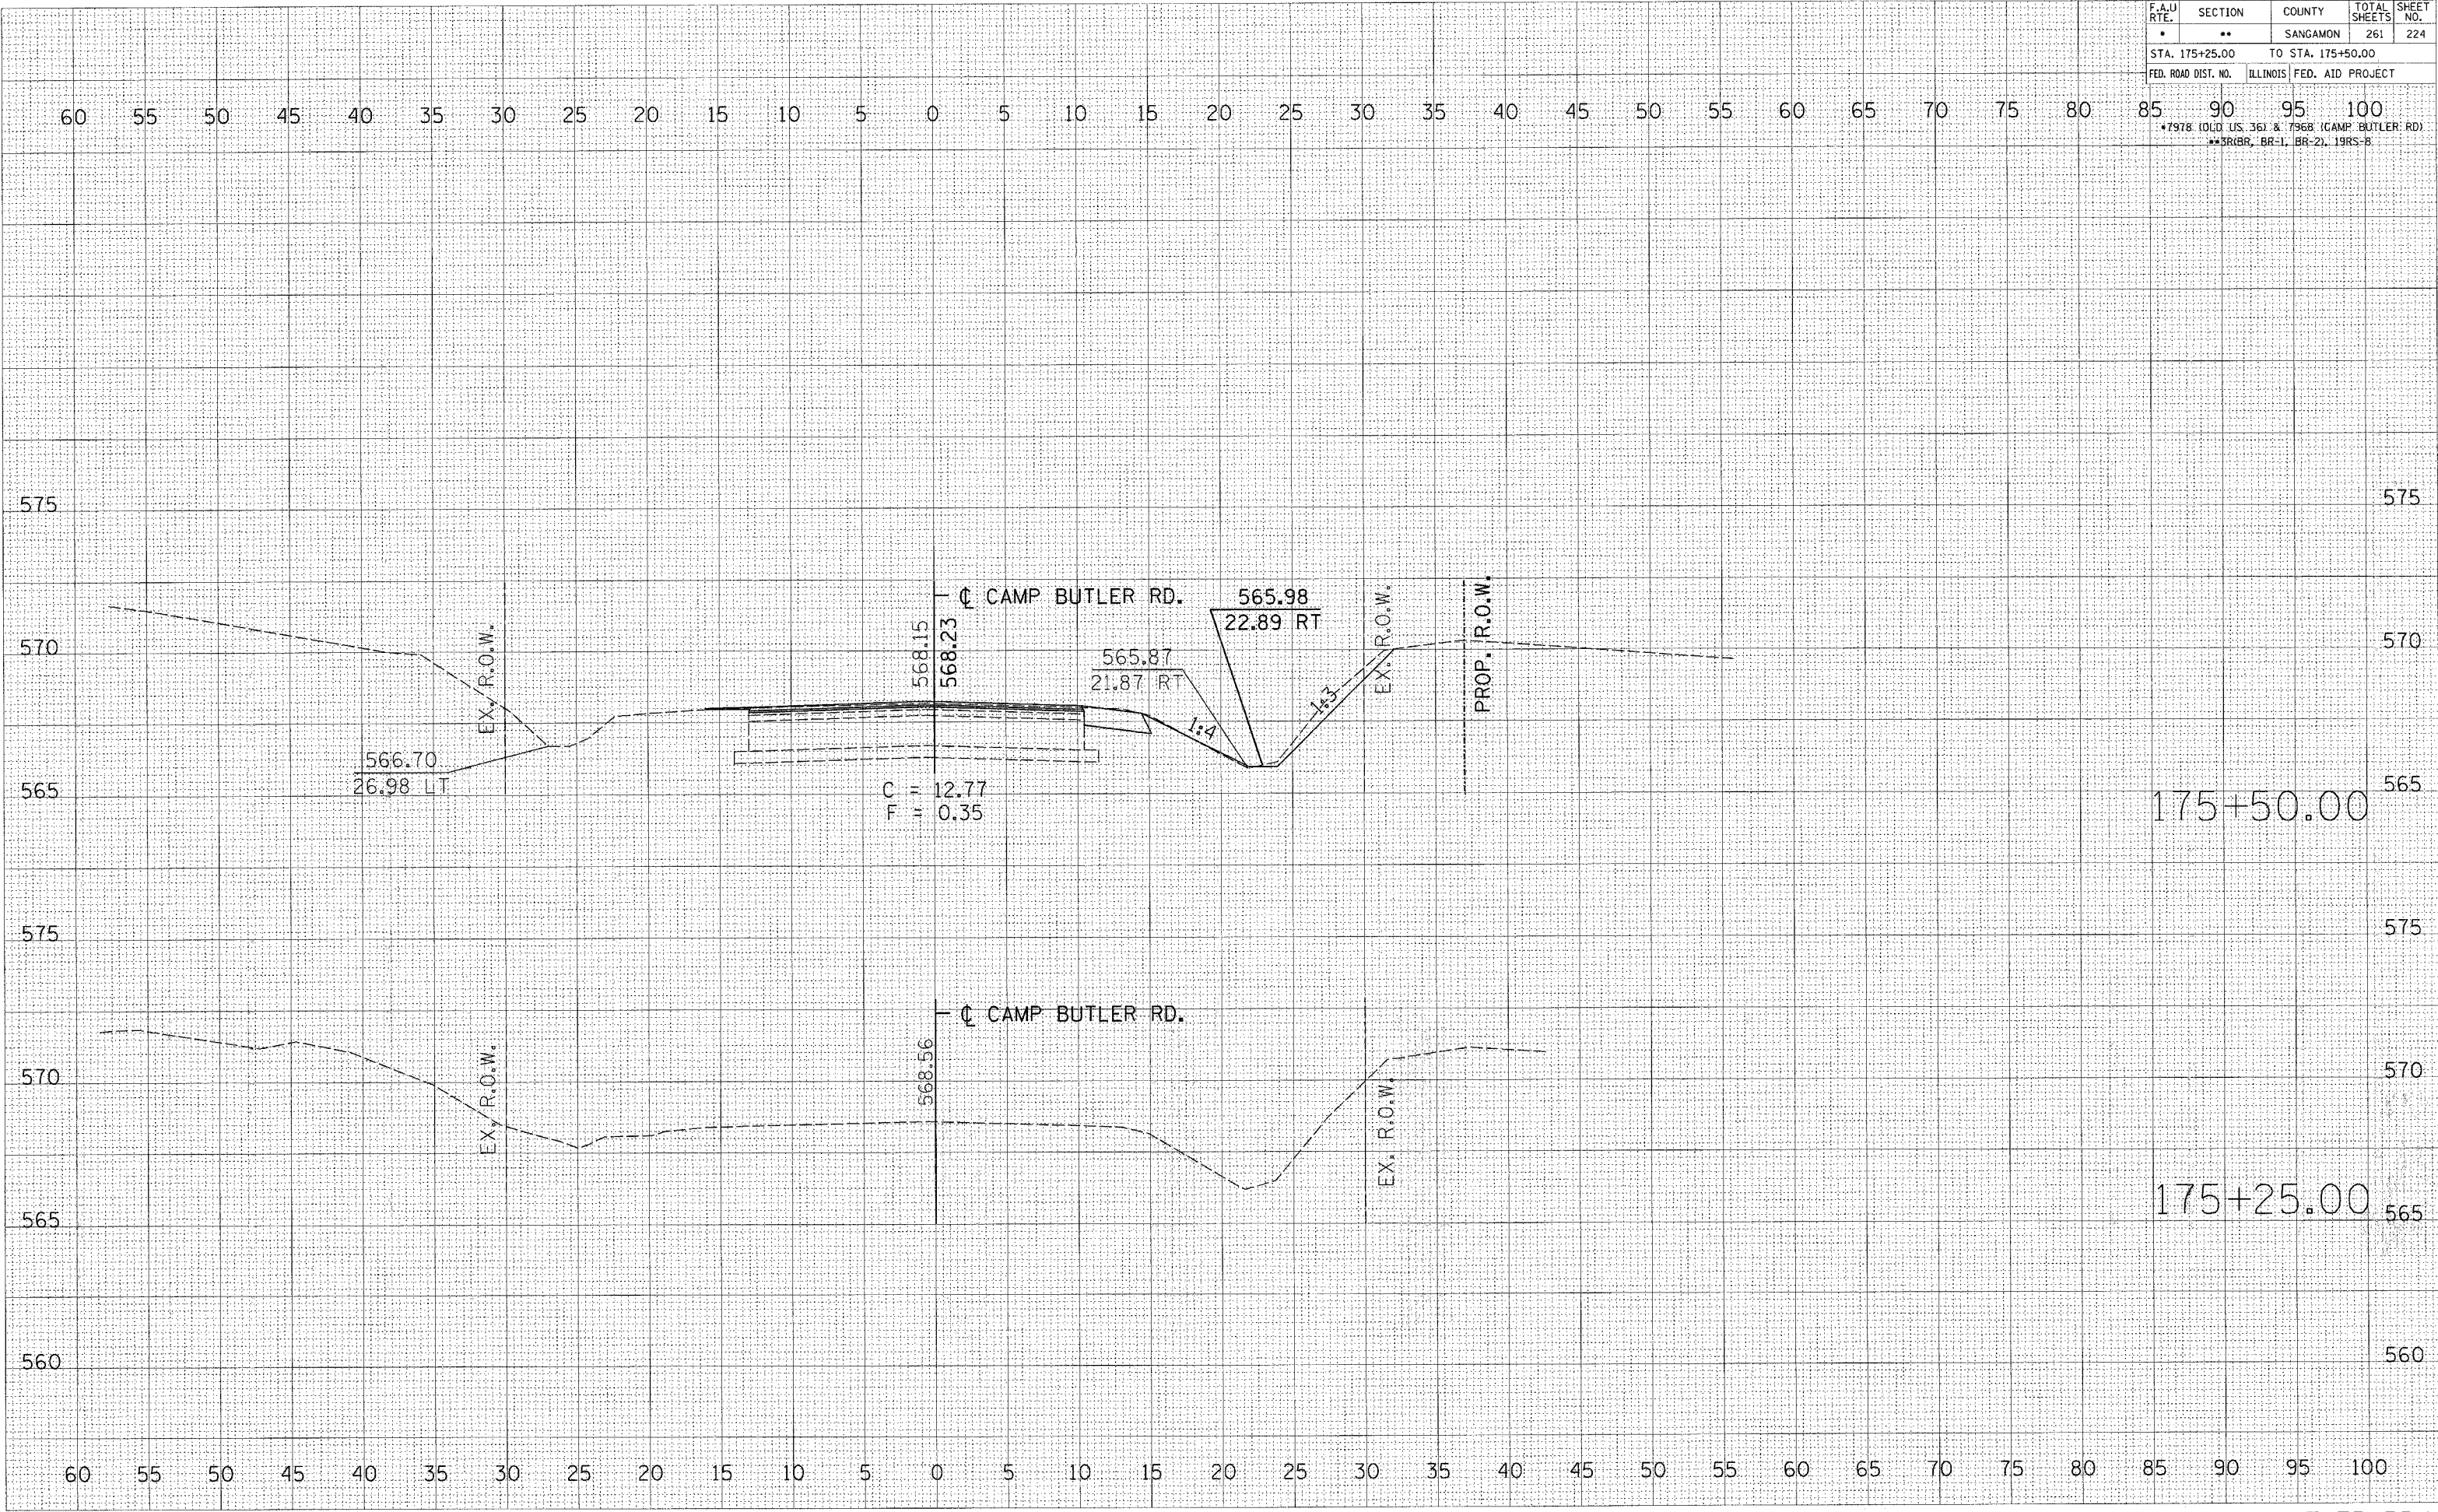 F.A.U RTE. SECTION COUNTY TOTAL SHEETS SHEET NO.
* ** SANGAMON 261 224
STA. 175+25.00 TO STA. 175+50.00
FED. ROAD DIST. NO. ILLINOIS FED. AID PROJECT
60 55 50 45 40 35 30 25 20 15 10 5 0 5 10 15 20 25 30 35 40 45 50 55 60 65 70 75 80 85 90 95 100
*7978 (OLD US 36) & 7968 (CAMP BUTLER RD)
**3R(BR, BR-1, BR-2), 19RS-8
575 575
℄ CAMP BUTLER RD.
565.98
22.89 RT
EX. R.O.W.
568.15
568.23
EX. R.O.W.
PROP. R.O.W.
570 570
565.87
21.87 RT
1:4
1:3
566.70
26.98 LT
565 565
C = 12.77
F = 0.35
175+50.00
575 575
℄ CAMP BUTLER RD.
EX. R.O.W.
568.56
EX. R.O.W.
570 570
175+25.00
565 565
560 560
60 55 50 45 40 35 30 25 20 15 10 5 0 5 10 15 20 25 30 35 40 45 50 55 60 65 70 75 80 85 90 95 100